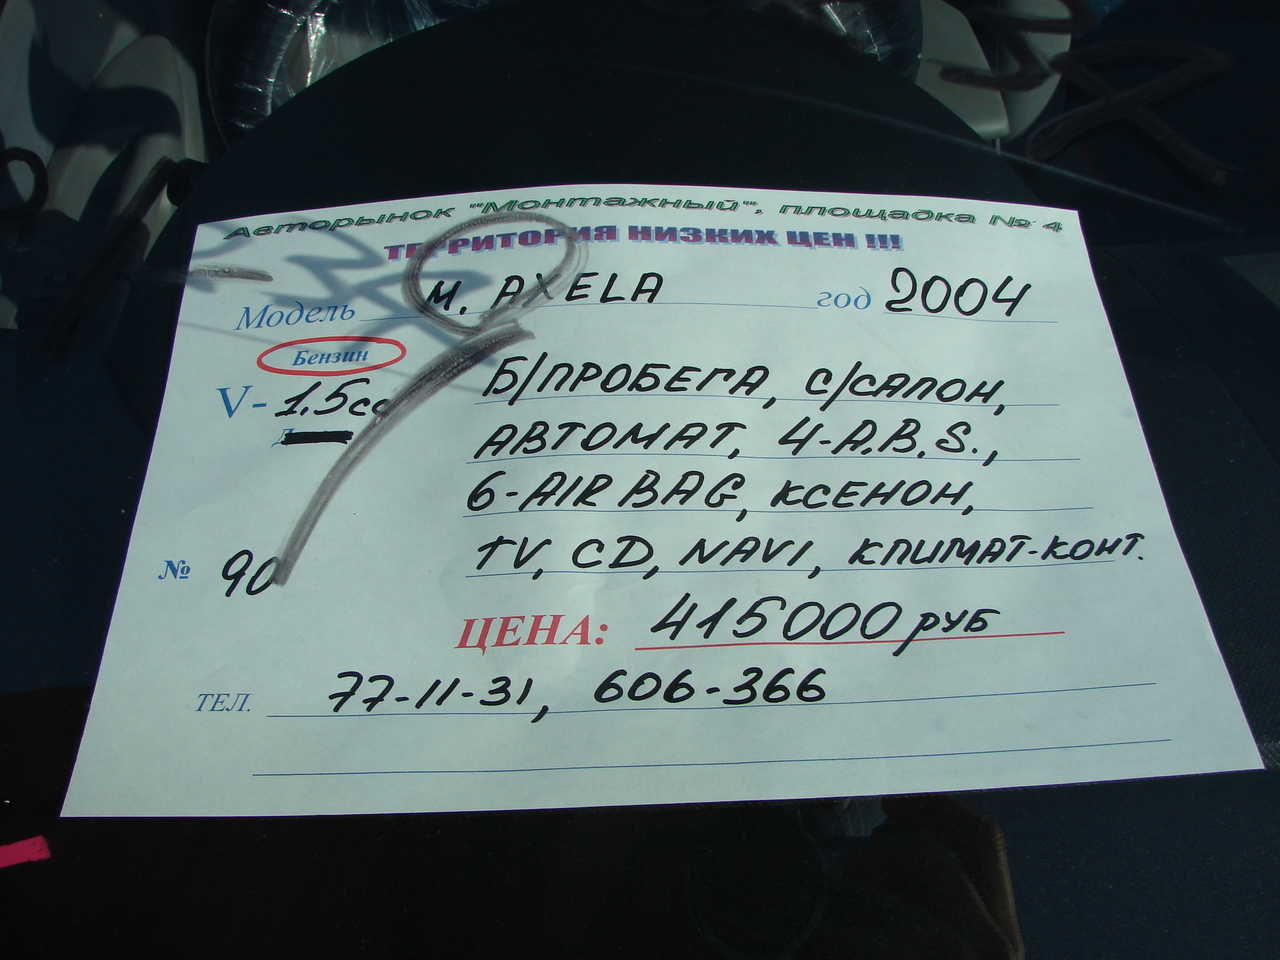 Авторынок "Монтажный", площадка № 4
ТЕРРИТОРИЯ НИЗКИХ ЦЕН !!!
Модель M. AXELA год 2004
Бензин
V- 1.5cc
Б/ПРОБЕГА, С/САЛОН,
АВТОМАТ, 4-A.B.S.,
6-AIR BAG, КСЕНОН,
TV, CD, NAVI, КЛИМАТ-КОНТ.
№ 90
ЦЕНА: 415000 руб
ТЕЛ. 77-11-31, 606-366